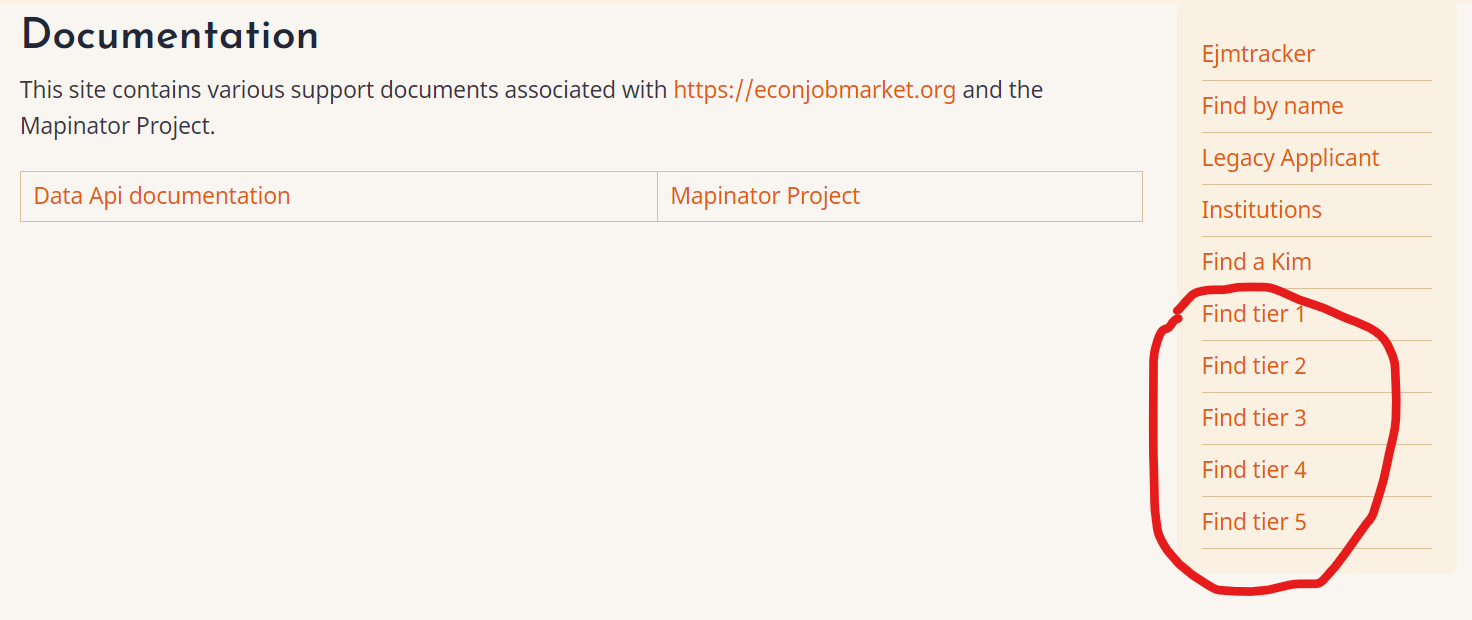 Documentation
This site contains various support documents associated with https://econjobmarket.org and the
Mapinator Project.
Data Api documentation
Mapinator Project
Ejmtracker
Find by name
Legacy Applicant
Institutions
Find a Kim
Find tier 1
Find tier 2
Find tier 3
Find tier 4
Find tier 5